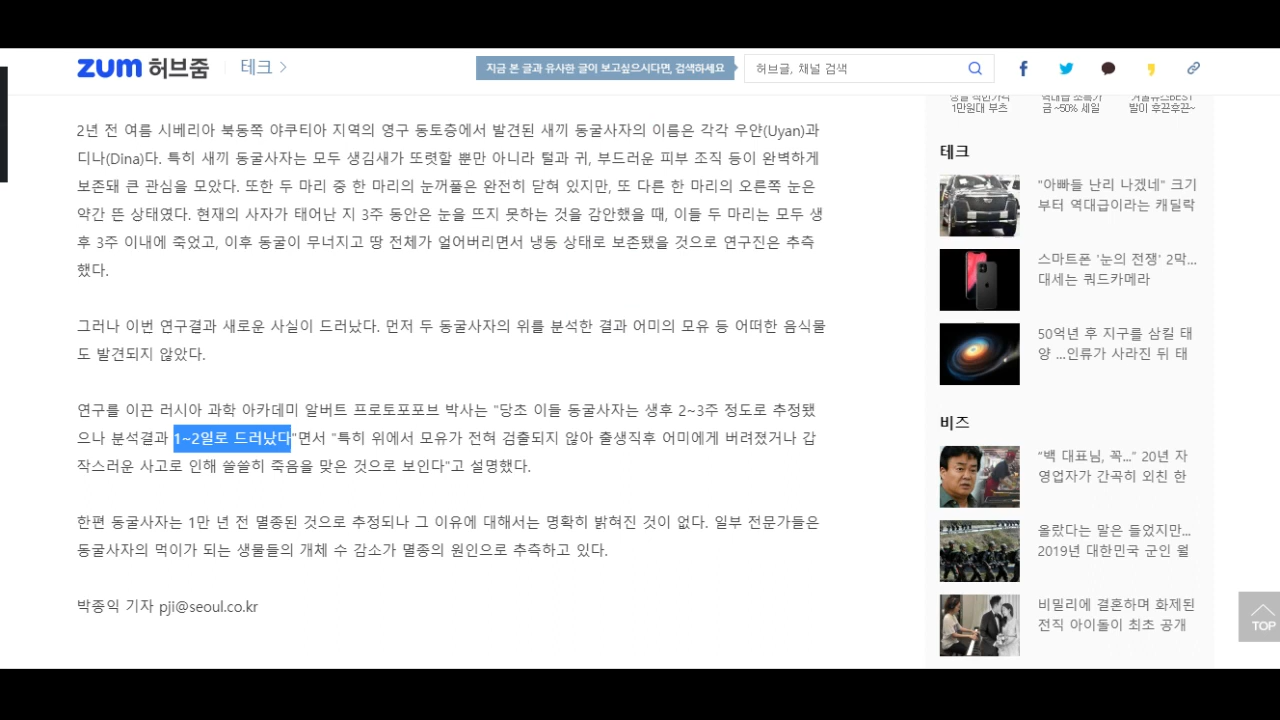 zum 허브줌
테크 >
지금 본 글과 유사한 글이 보고싶으시다면, 검색하세요
허브글, 채널 검색
2년 전 여름 시베리아 북동쪽 야쿠티아 지역의 영구 동토층에서 발견된 새끼 동굴사자의 이름은 각각 우얀(Uyan)과
디나(Dina)다. 특히 새끼 동굴사자는 모두 생김새가 또렷할 뿐만 아니라 털과 귀, 부드러운 피부 조직 등이 완벽하게
보존돼 큰 관심을 모았다. 또한 두 마리 중 한 마리의 눈꺼풀은 완전히 닫혀 있지만, 또 다른 한 마리의 오른쪽 눈은
약간 뜬 상태였다. 현재의 사자가 태어난 지 3주 동안은 눈을 뜨지 못하는 것을 감안했을 때, 이들 두 마리는 모두 생
후 3주 이내에 죽었고, 이후 동굴이 무너지고 땅 전체가 얼어버리면서 냉동 상태로 보존됐을 것으로 연구진은 추측
했다.
그러나 이번 연구결과 새로운 사실이 드러났다. 먼저 두 동굴사자의 위를 분석한 결과 어미의 모유 등 어떠한 음식물
도 발견되지 않았다.
연구를 이끈 러시아 과학 아카데미 알버트 프로토포포브 박사는 "당초 이들 동굴사자는 생후 2~3주 정도로 추정됐
으나 분석결과 1~2일로 드러났다"면서 "특히 위에서 모유가 전혀 검출되지 않아 출생직후 어미에게 버려졌거나 갑
작스러운 사고로 인해 쓸쓸히 죽음을 맞은 것으로 보인다"고 설명했다.
한편 동굴사자는 1만 년 전 멸종된 것으로 추정되나 그 이유에 대해서는 명확히 밝혀진 것이 없다. 일부 전문가들은
동굴사자의 먹이가 되는 생물들의 개체 수 감소가 멸종의 원인으로 추측하고 있다.
박종익 기자 pji@seoul.co.kr
1만원대 부츠
금 ~50% 세일
발이 후끈후끈~
테크
"아빠들 난리 나겠네" 크기
부터 역대급이라는 캐딜락
스마트폰 '눈의 전쟁' 2막...
대세는 쿼드카메라
50억년 후 지구를 삼킬 태
양 ...인류가 사라진 뒤 태
비즈
"백 대표님, 꼭..." 20년 자
영업자가 간곡히 외친 한
올랐다는 말은 들었지만...
2019년 대한민국 군인 월
비밀리에 결혼하며 화제된
전직 아이돌이 최초 공개
TOP